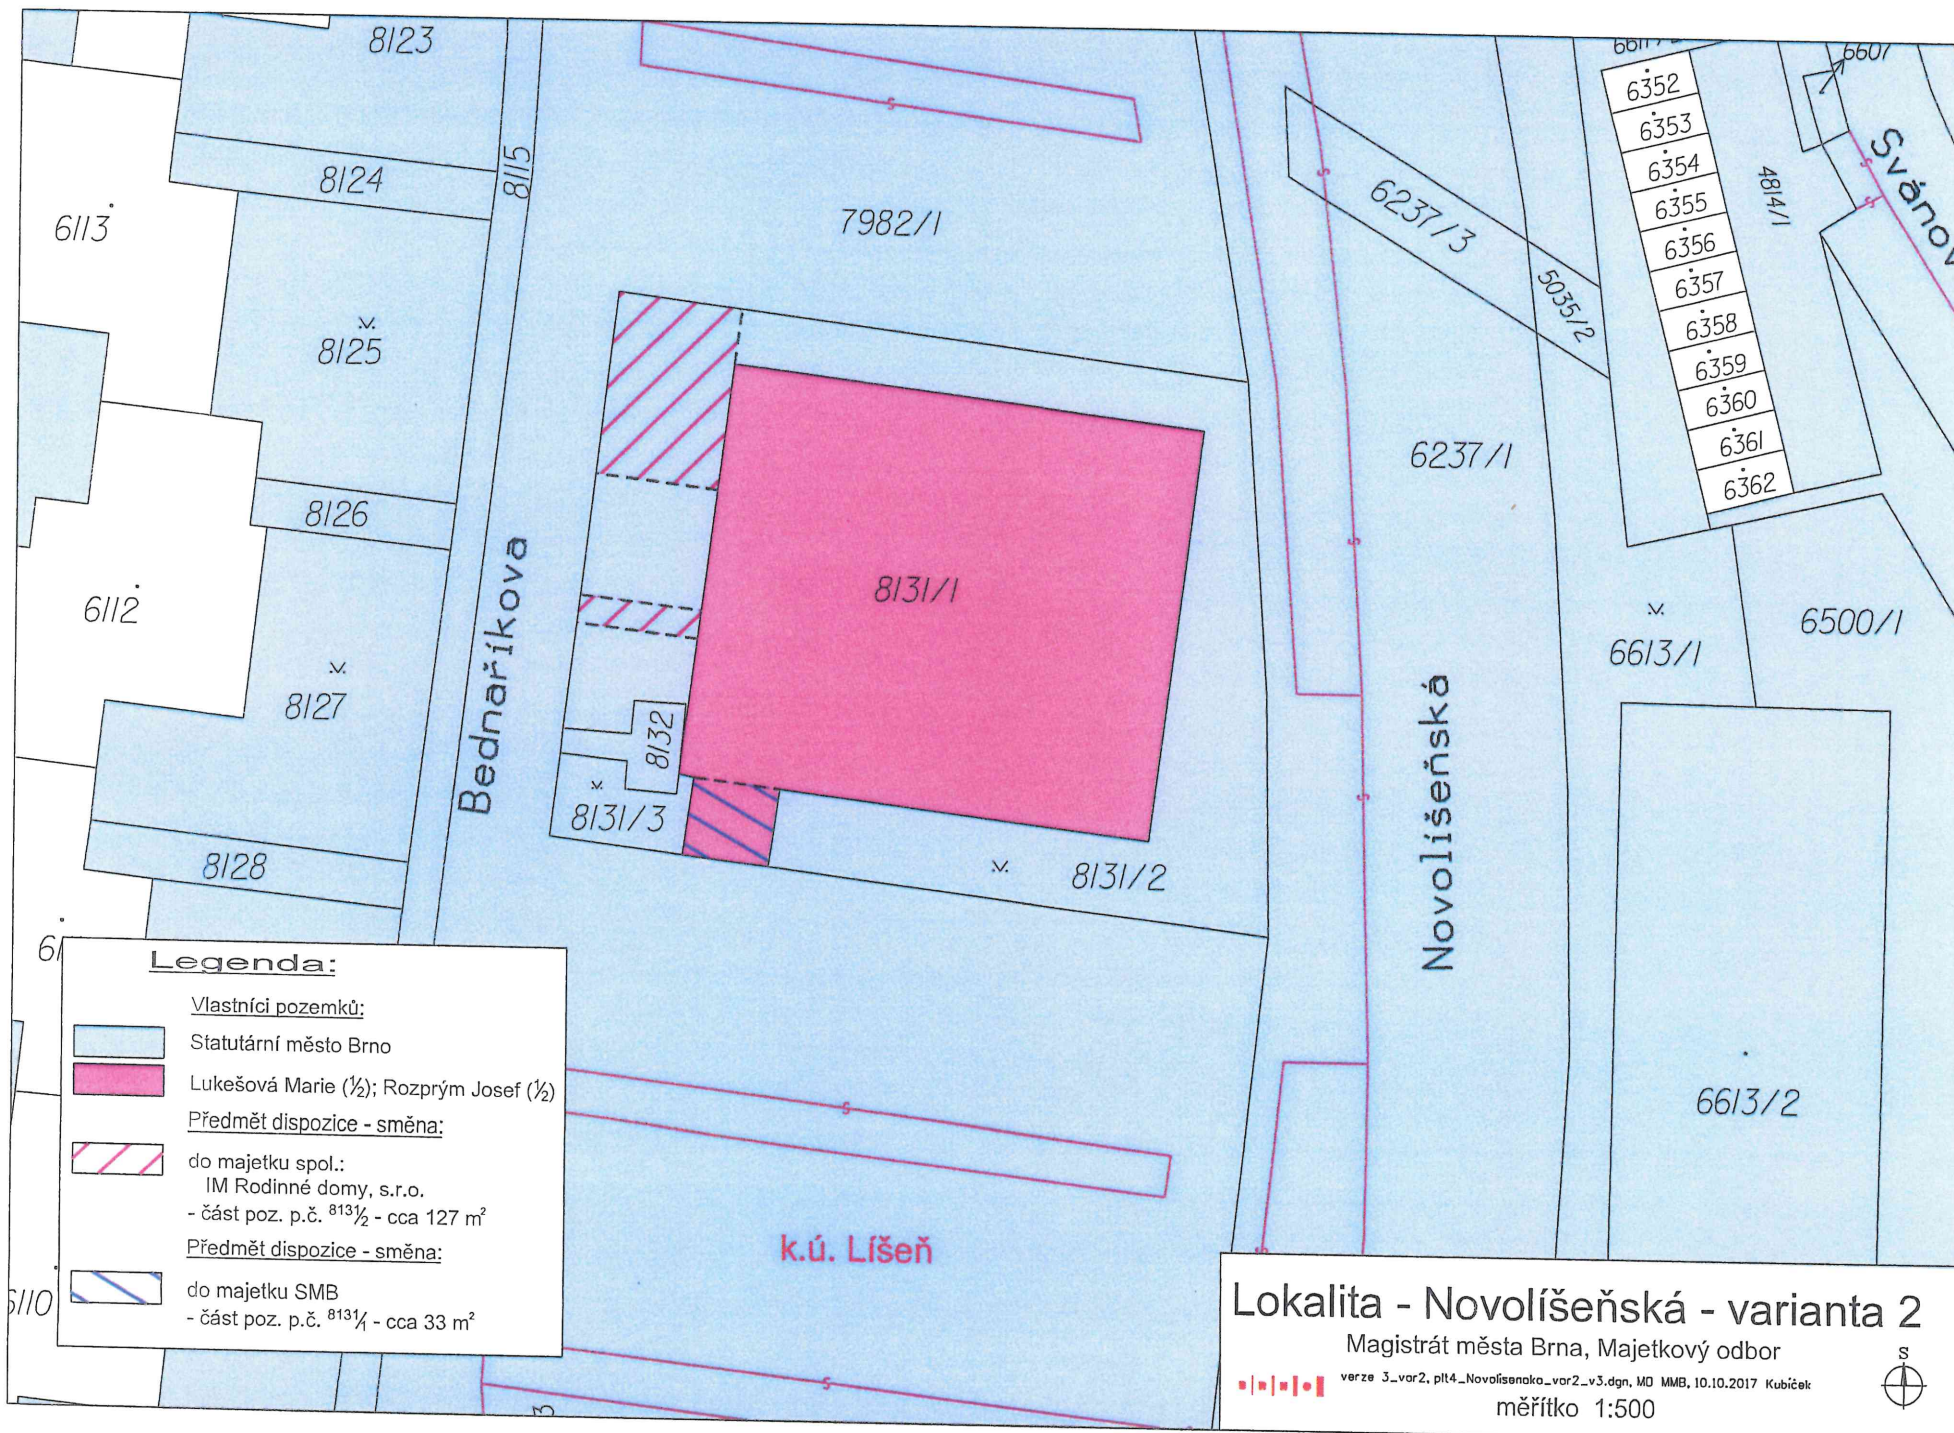 8123
8124
8115
6113
7982/1
8125
8126
6112
8127
Bednaříkova
8128
8131/1
8132
8131/3
8131/2
6237/3
5035/2
6237/1
Novolíšeňská
6607
6352
6353
6354
6355
6356
6357
6358
6359
6360
6361
6362
4814/1
6613/1
6500/1
6613/2
k.ú. Líšeň
Legenda:
Vlastníci pozemků:
Statutární město Brno
Lukešová Marie (½); Rozprým Josef (½)
Předmět dispozice - směna:
do majetku spol.:
IM Rodinné domy, s.r.o.
- část poz. p.č. 8131/2 - cca 127 m²
Předmět dispozice - směna:
do majetku SMB
- část poz. p.č. 8131/1 - cca 33 m²
Lokalita - Novolíšeňská - varianta 2
Magistrát města Brna, Majetkový odbor
verze 3_var2, plt4_Novolisenska_var2_v3.dgn, MO MMB, 10.10.2017 Kubíček
měřítko 1:500
S